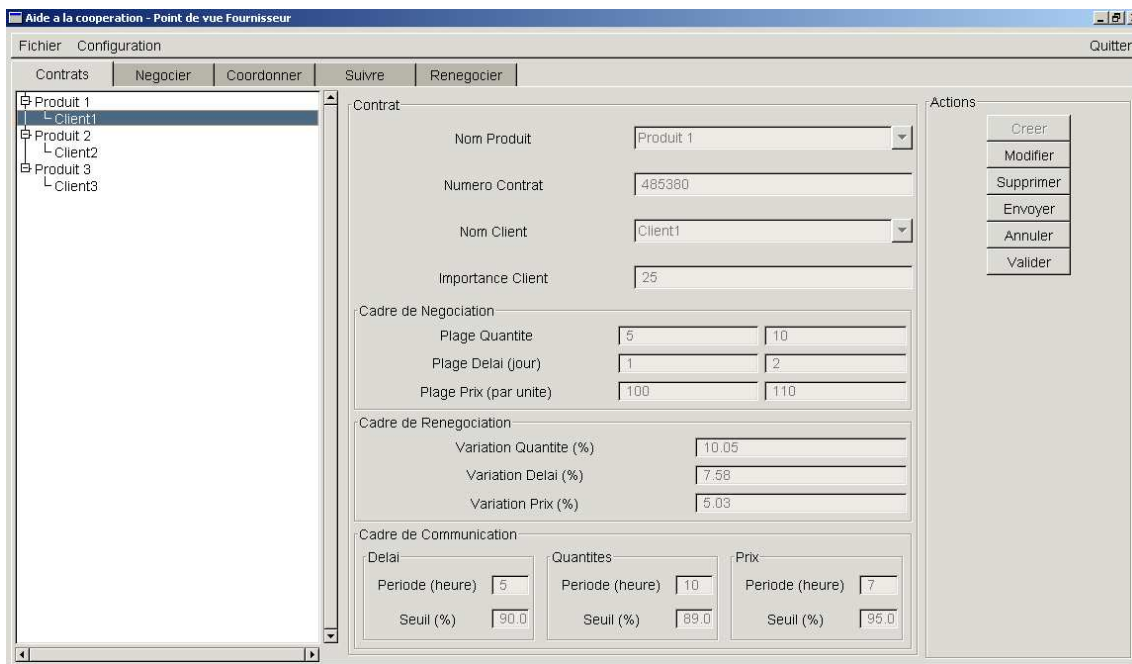 Aide a la cooperation - Point de vue Fournisseur
Fichier Configuration Quitter
Contrats Negocier Coordonner Suivre Renegocier
Produit 1
Client1
Produit 2
Client2
Produit 3
Client3
Contrat
Nom Produit Produit 1
Numero Contrat 485380
Nom Client Client1
Importance Client 25
Cadre de Negociation
Plage Quantite 5 10
Plage Delai (jour) 1 2
Plage Prix (par unite) 100 110
Cadre de Renegociation
Variation Quantite (%) 10.05
Variation Delai (%) 7.58
Variation Prix (%) 5.03
Cadre de Communication
Delai Quantites Prix
Periode (heure) 5 Periode (heure) 10 Periode (heure) 7
Seuil (%) 90.0 Seuil (%) 89.0 Seuil (%) 95.0
Actions
Creer
Modifier
Supprimer
Envoyer
Annuler
Valider